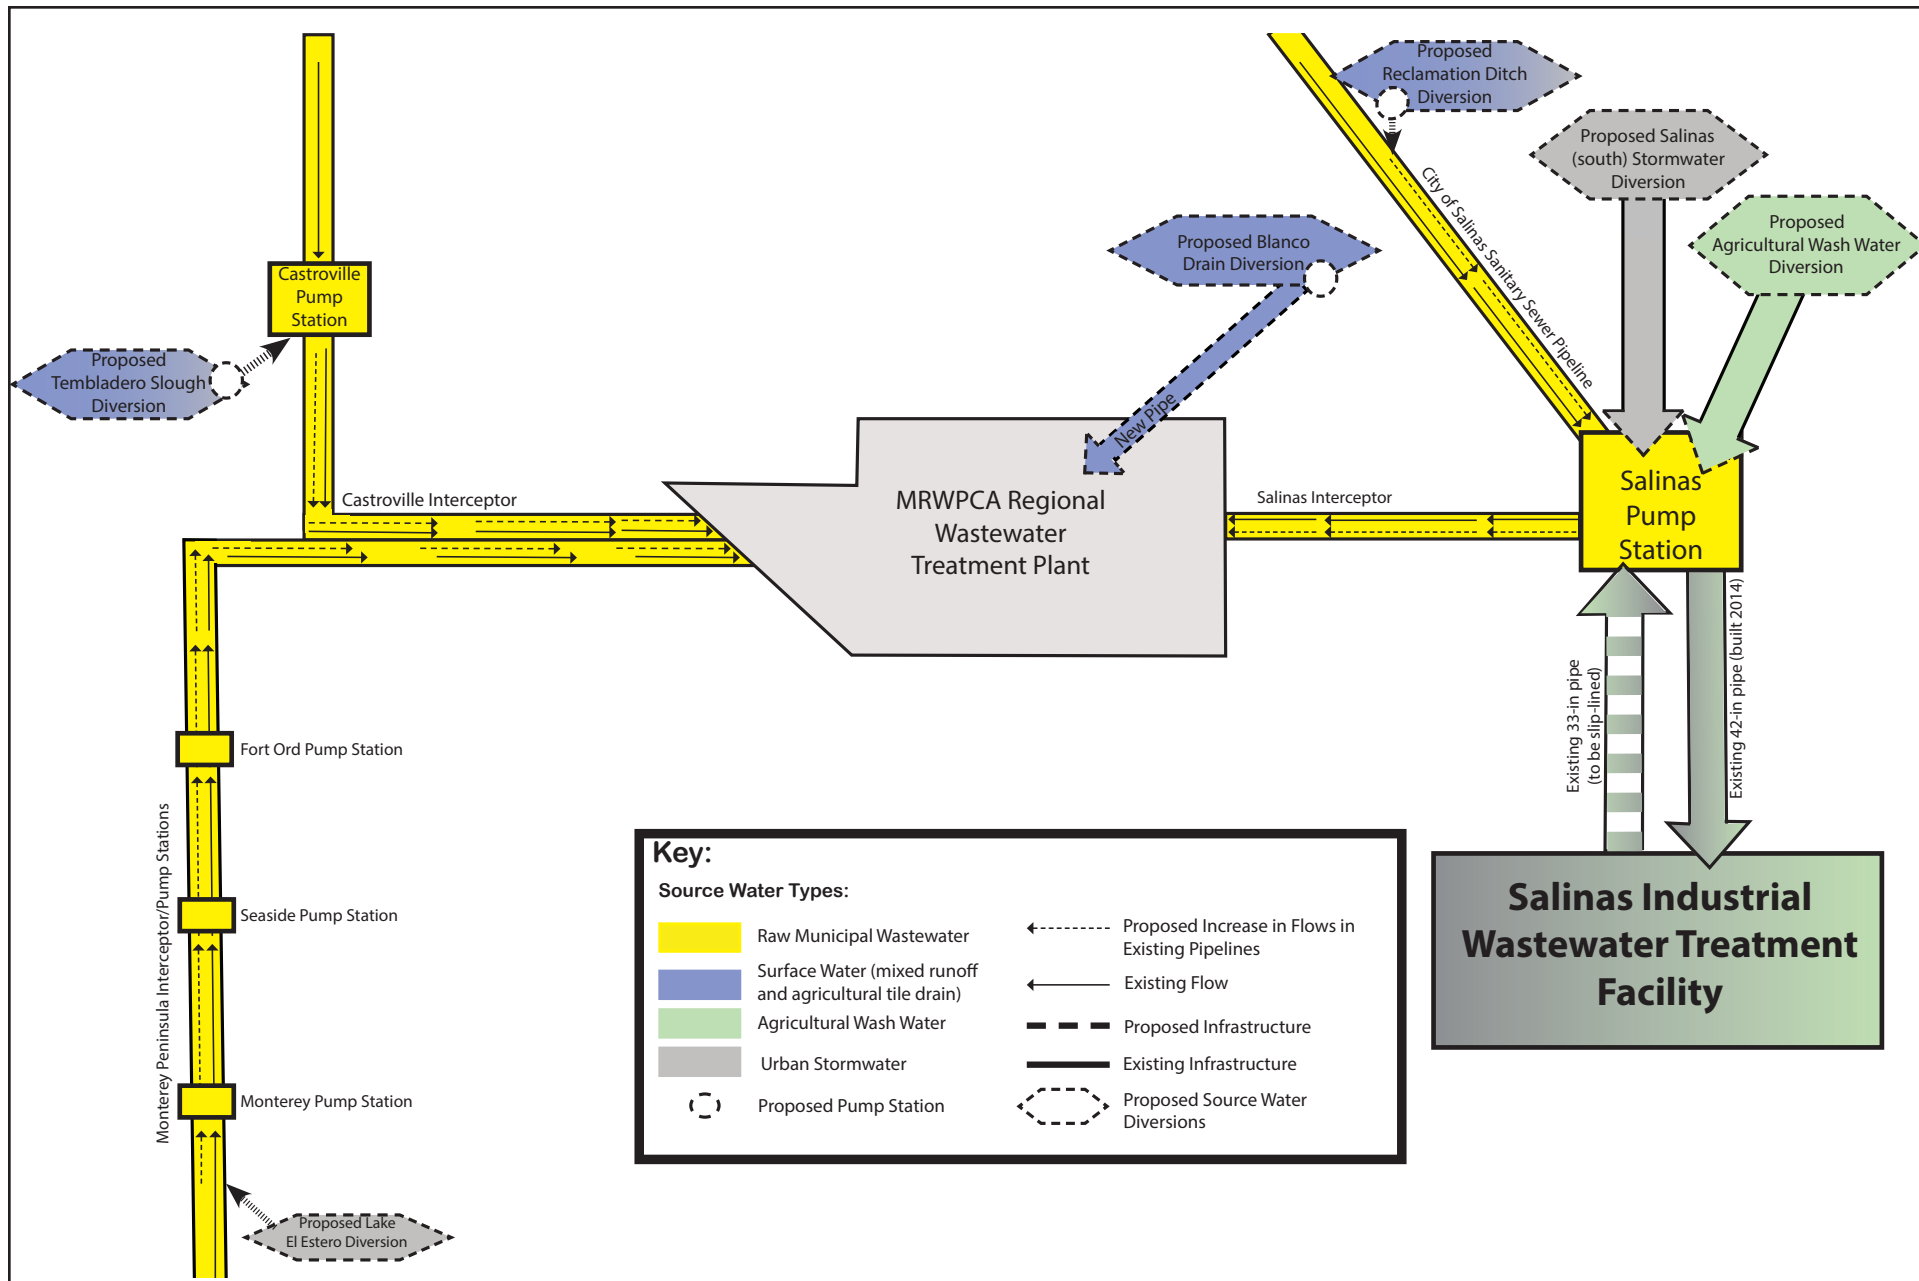 Proposed
Reclamation Ditch
Diversion
Proposed Salinas
(south) Stormwater
Diversion
Proposed
Agricultural Wash Water
Diversion
Proposed Blanco
Drain Diversion
City of Salinas Sanitary Sewer Pipeline
Castroville
Pump
Station
Proposed
Tembladero Slough
Diversion
New Pipe
Castroville Interceptor
MRWPCA Regional
Wastewater
Treatment Plant
Salinas Interceptor
Salinas
Pump
Station
Existing 33-in pipe
(to be slip-lined)
Existing 42-in pipe (built 2014)
Fort Ord Pump Station
Seaside Pump Station
Monterey Pump Station
Monterey Peninsula Interceptor/Pump Stations
Proposed Lake
El Estero Diversion
Salinas Industrial
Wastewater Treatment
Facility
Key:
Source Water Types:
Raw Municipal Wastewater
Surface Water (mixed runoff
and agricultural tile drain)
Agricultural Wash Water
Urban Stormwater
Proposed Pump Station
Proposed Increase in Flows in
Existing Pipelines
Existing Flow
Proposed Infrastructure
Existing Infrastructure
Proposed Source Water
Diversions